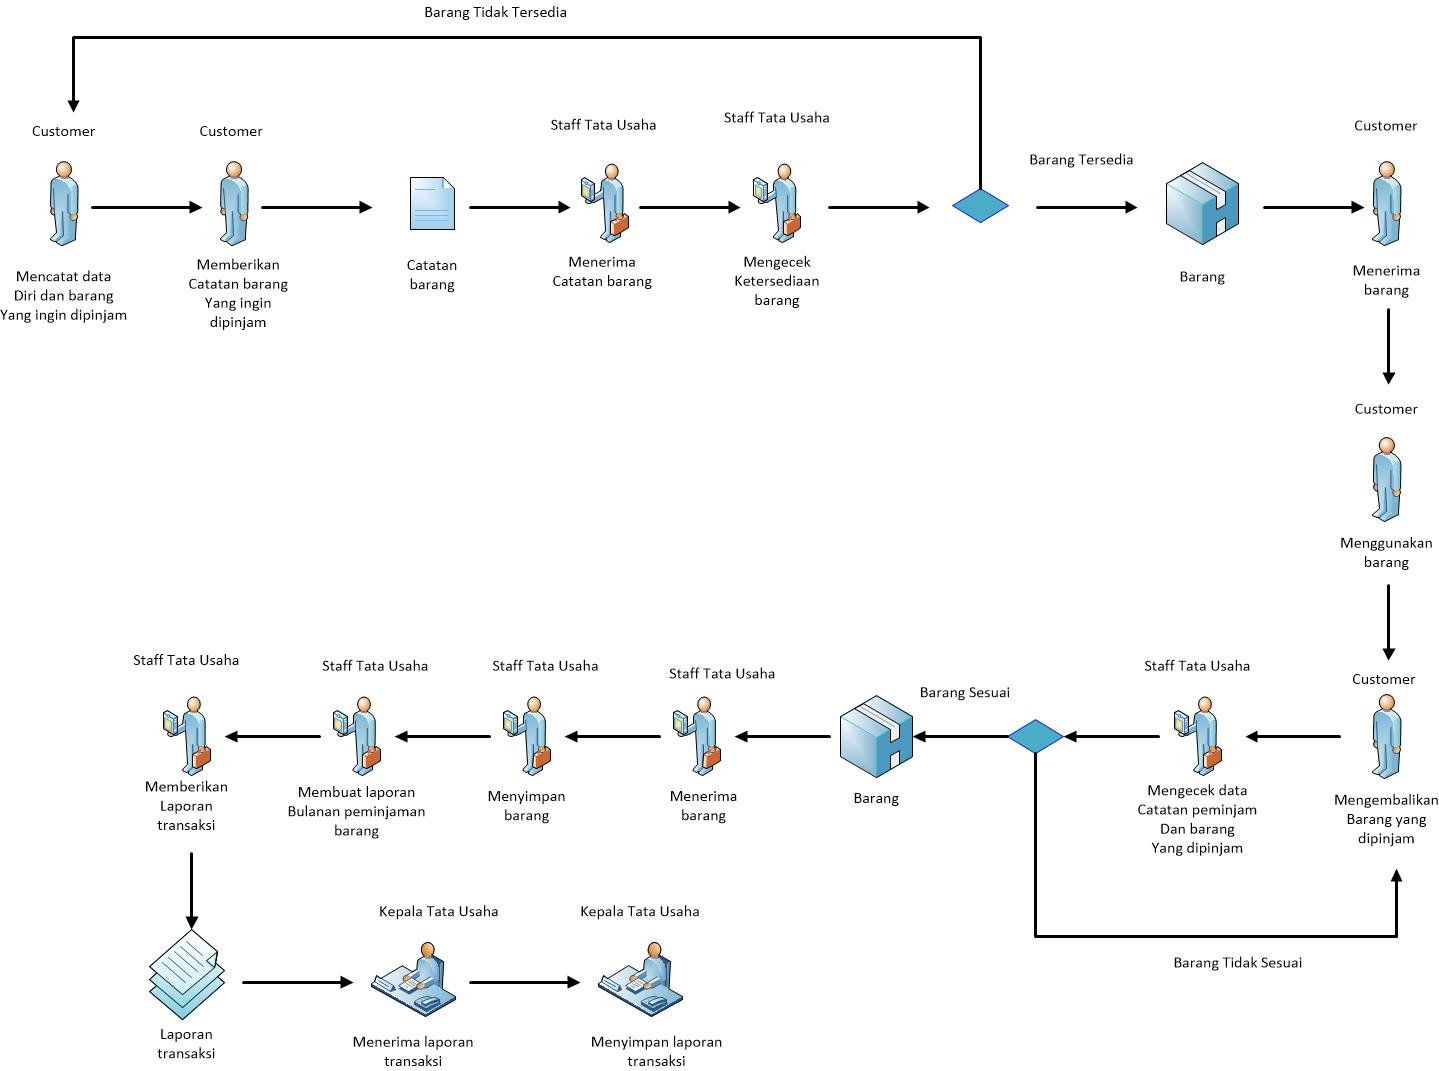 Barang Tidak Tersedia
Customer
Mencatat data
Diri dan barang
Yang ingin dipinjam
Customer
Memberikan
Catatan barang
Yang ingin
dipinjam
Catatan
barang
Staff Tata Usaha
Menerima
Catatan barang
Staff Tata Usaha
Mengecek
Ketersediaan
barang
Barang Tersedia
Barang
Customer
Menerima
barang
Customer
Menggunakan
barang
Customer
Mengembalikan
Barang yang
dipinjam
Staff Tata Usaha
Mengecek data
Catatan peminjam
Dan barang
Yang dipinjam
Barang Tidak Sesuai
Barang Sesuai
Barang
Staff Tata Usaha
Menerima
barang
Staff Tata Usaha
Menyimpan
barang
Staff Tata Usaha
Membuat laporan
Bulanan peminjaman
barang
Staff Tata Usaha
Memberikan
Laporan
transaksi
Laporan
transaksi
Kepala Tata Usaha
Menerima laporan
transaksi
Kepala Tata Usaha
Menyimpan laporan
transaksi